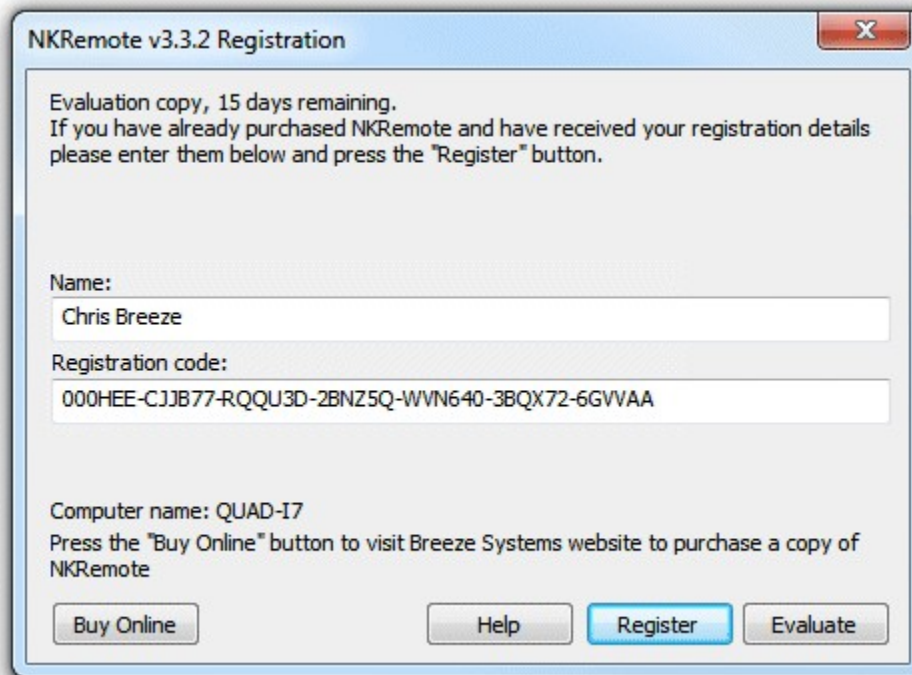 NKRemote v3.3.2 Registration
Evaluation copy, 15 days remaining.
If you have already purchased NKRemote and have received your registration details
please enter them below and press the "Register" button.
Name:
Chris Breeze
Registration code:
000HEE-CJJB77-RQQU3D-2BNZ5Q-WVN640-3BQX72-6GVVAA
Computer name: QUAD-I7
Press the "Buy Online" button to visit Breeze Systems website to purchase a copy of
NKRemote
Buy Online
Help
Register
Evaluate